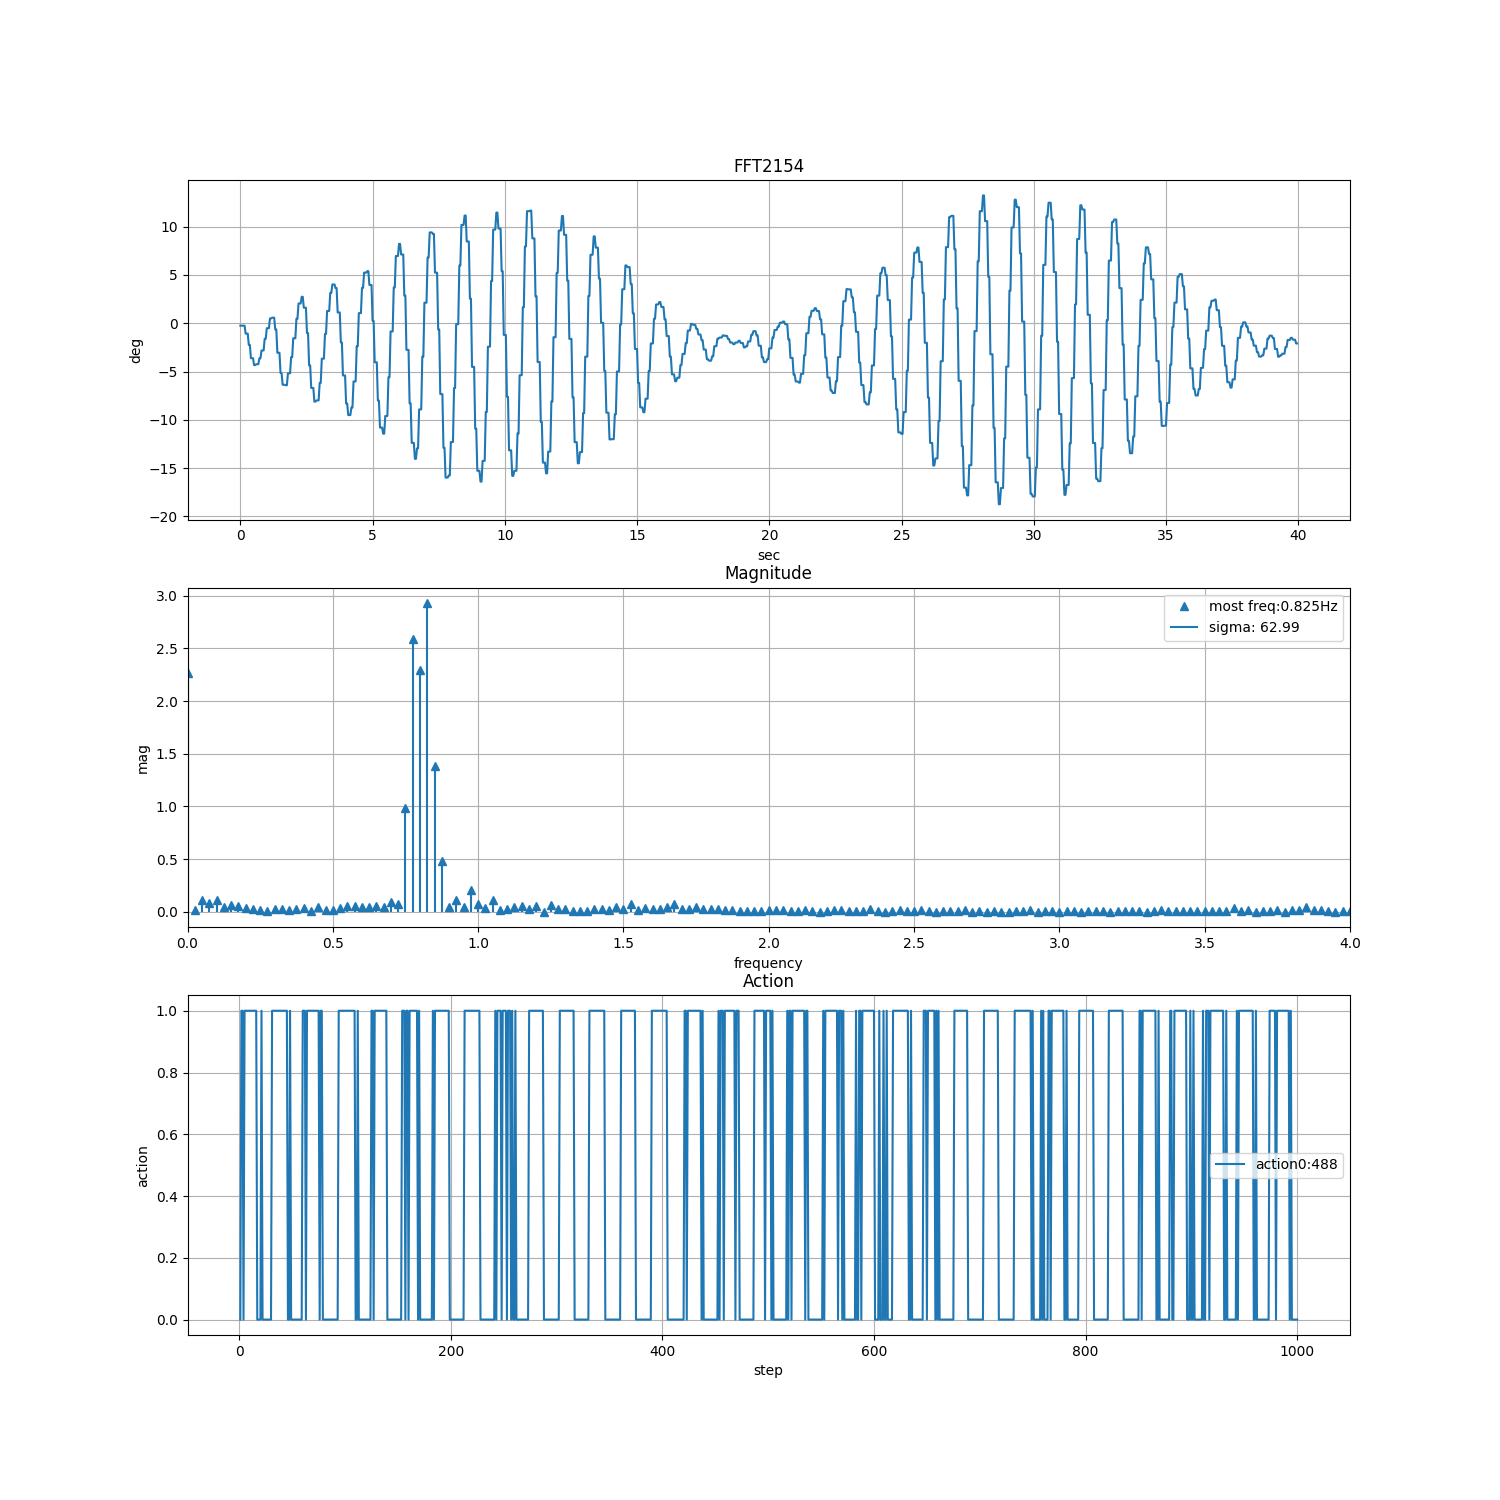 FFT2154
10
5
0
−5
−10
−15
−20
deg
0 5 10 15 20 25 30 35 40
sec
Magnitude
3.0
2.5
2.0
1.5
1.0
0.5
0.0
mag
most freq:0.825Hz
sigma: 62.99
0.0 0.5 1.0 1.5 2.0 2.5 3.0 3.5 4.0
frequency
Action
1.0
0.8
0.6
0.4
0.2
0.0
action
action0:488
0 200 400 600 800 1000
step